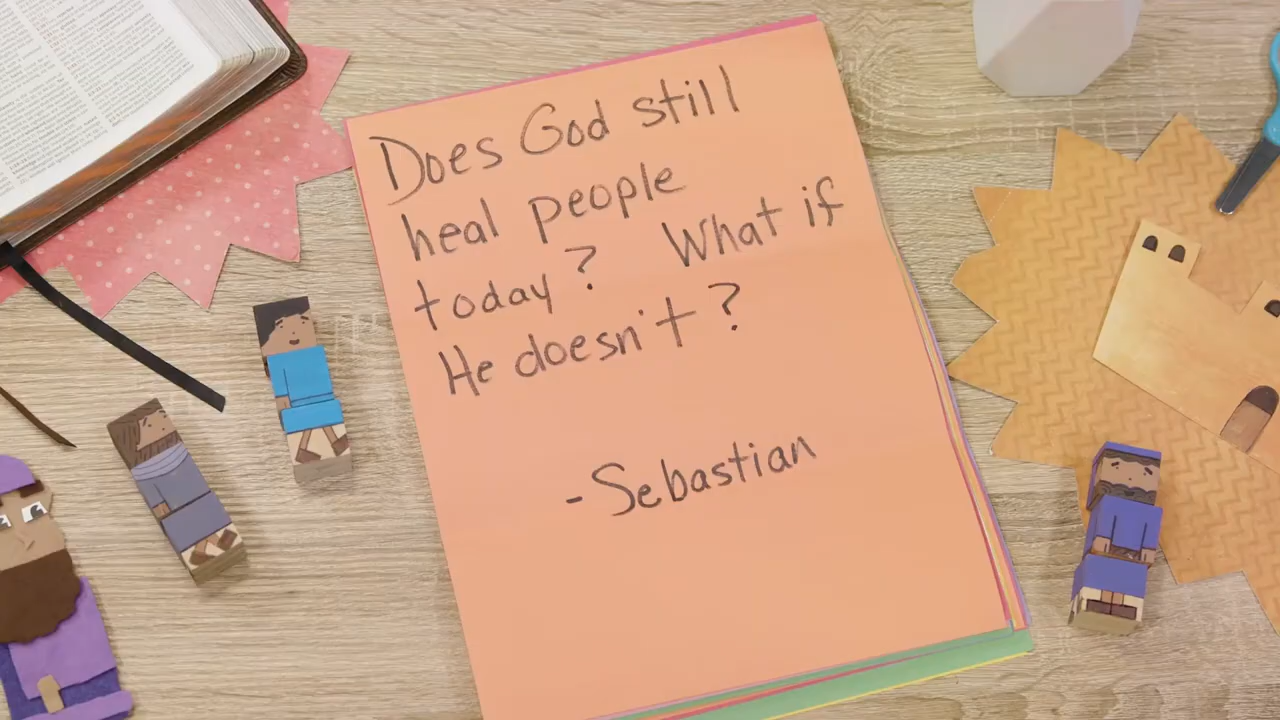 Does God still
heal people
today? What if
He doesn't?
-Sebastian